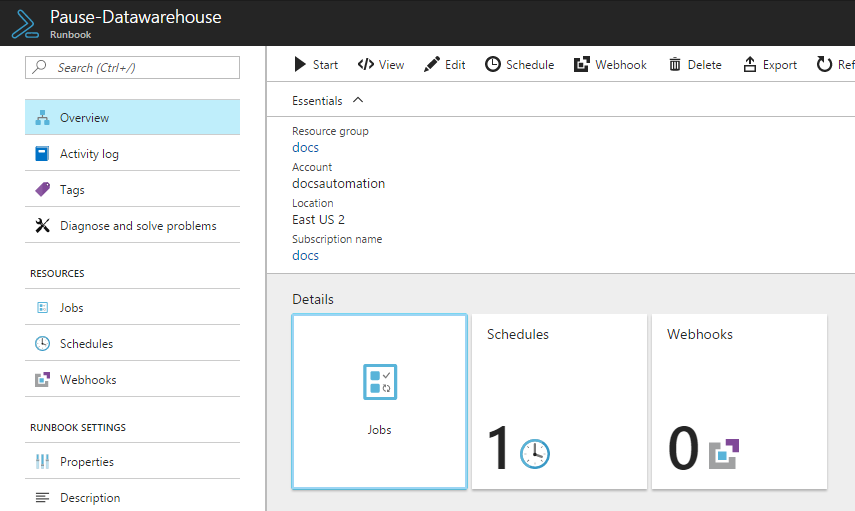 Pause-Datawarehouse
Runbook
Search (Ctrl+/)
Overview
Activity log
Tags
Diagnose and solve problems
RESOURCES
Jobs
Schedules
Webhooks
RUNBOOK SETTINGS
Properties
Description
Start View Edit Schedule Webhook Delete Export Ref
Essentials
Resource group
docs
Account
docsautomation
Location
East US 2
Subscription name
docs
Details
Jobs
Schedules
1
Webhooks
0